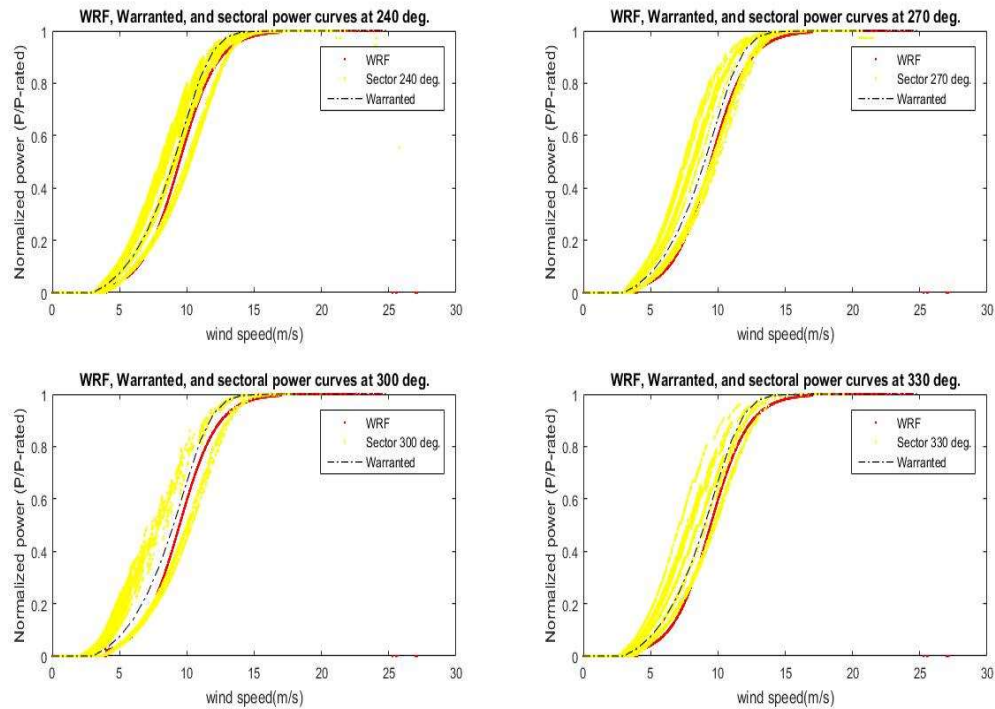 WRF, Warranted, and sectoral power curves at 240 deg.
Normalized power (P/P-rated)
1
0.8
0.6
0.4
0.2
0
0 5 10 15 20 25 30
wind speed(m/s)
WRF
Sector 240 deg.
Warranted
WRF, Warranted, and sectoral power curves at 270 deg.
Normalized power (P/P-rated)
1
0.8
0.6
0.4
0.2
0
0 5 10 15 20 25 30
wind speed(m/s)
WRF
Sector 270 deg.
Warranted
WRF, Warranted, and sectoral power curves at 300 deg.
Normalized power (P/P-rated)
1
0.8
0.6
0.4
0.2
0
0 5 10 15 20 25 30
wind speed(m/s)
WRF
Sector 300 deg.
Warranted
WRF, Warranted, and sectoral power curves at 330 deg.
Normalized power (P/P-rated)
1
0.8
0.6
0.4
0.2
0
0 5 10 15 20 25 30
wind speed(m/s)
WRF
Sector 330 deg.
Warranted